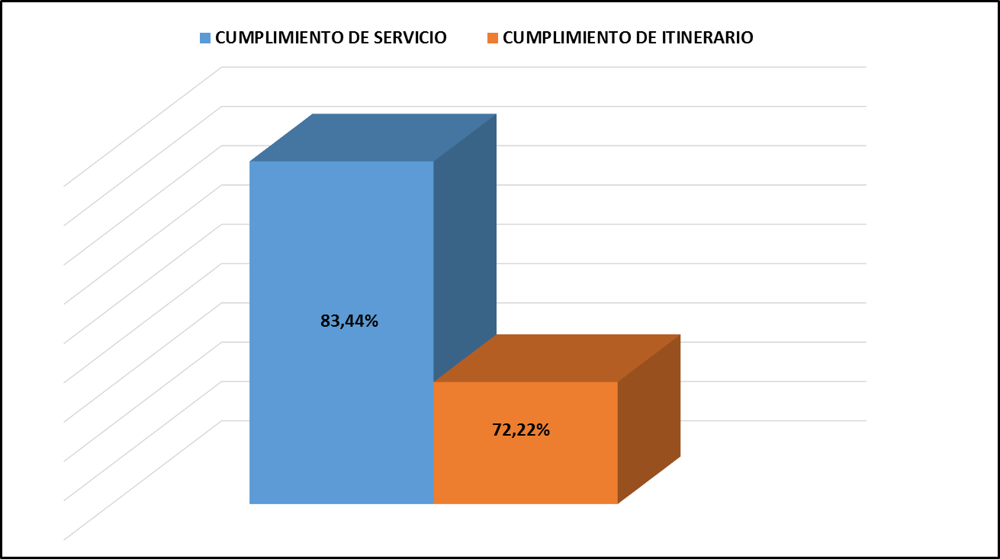 CUMPLIMIENTO DE SERVICIO CUMPLIMIENTO DE ITINERARIO
83,44%
72,22%